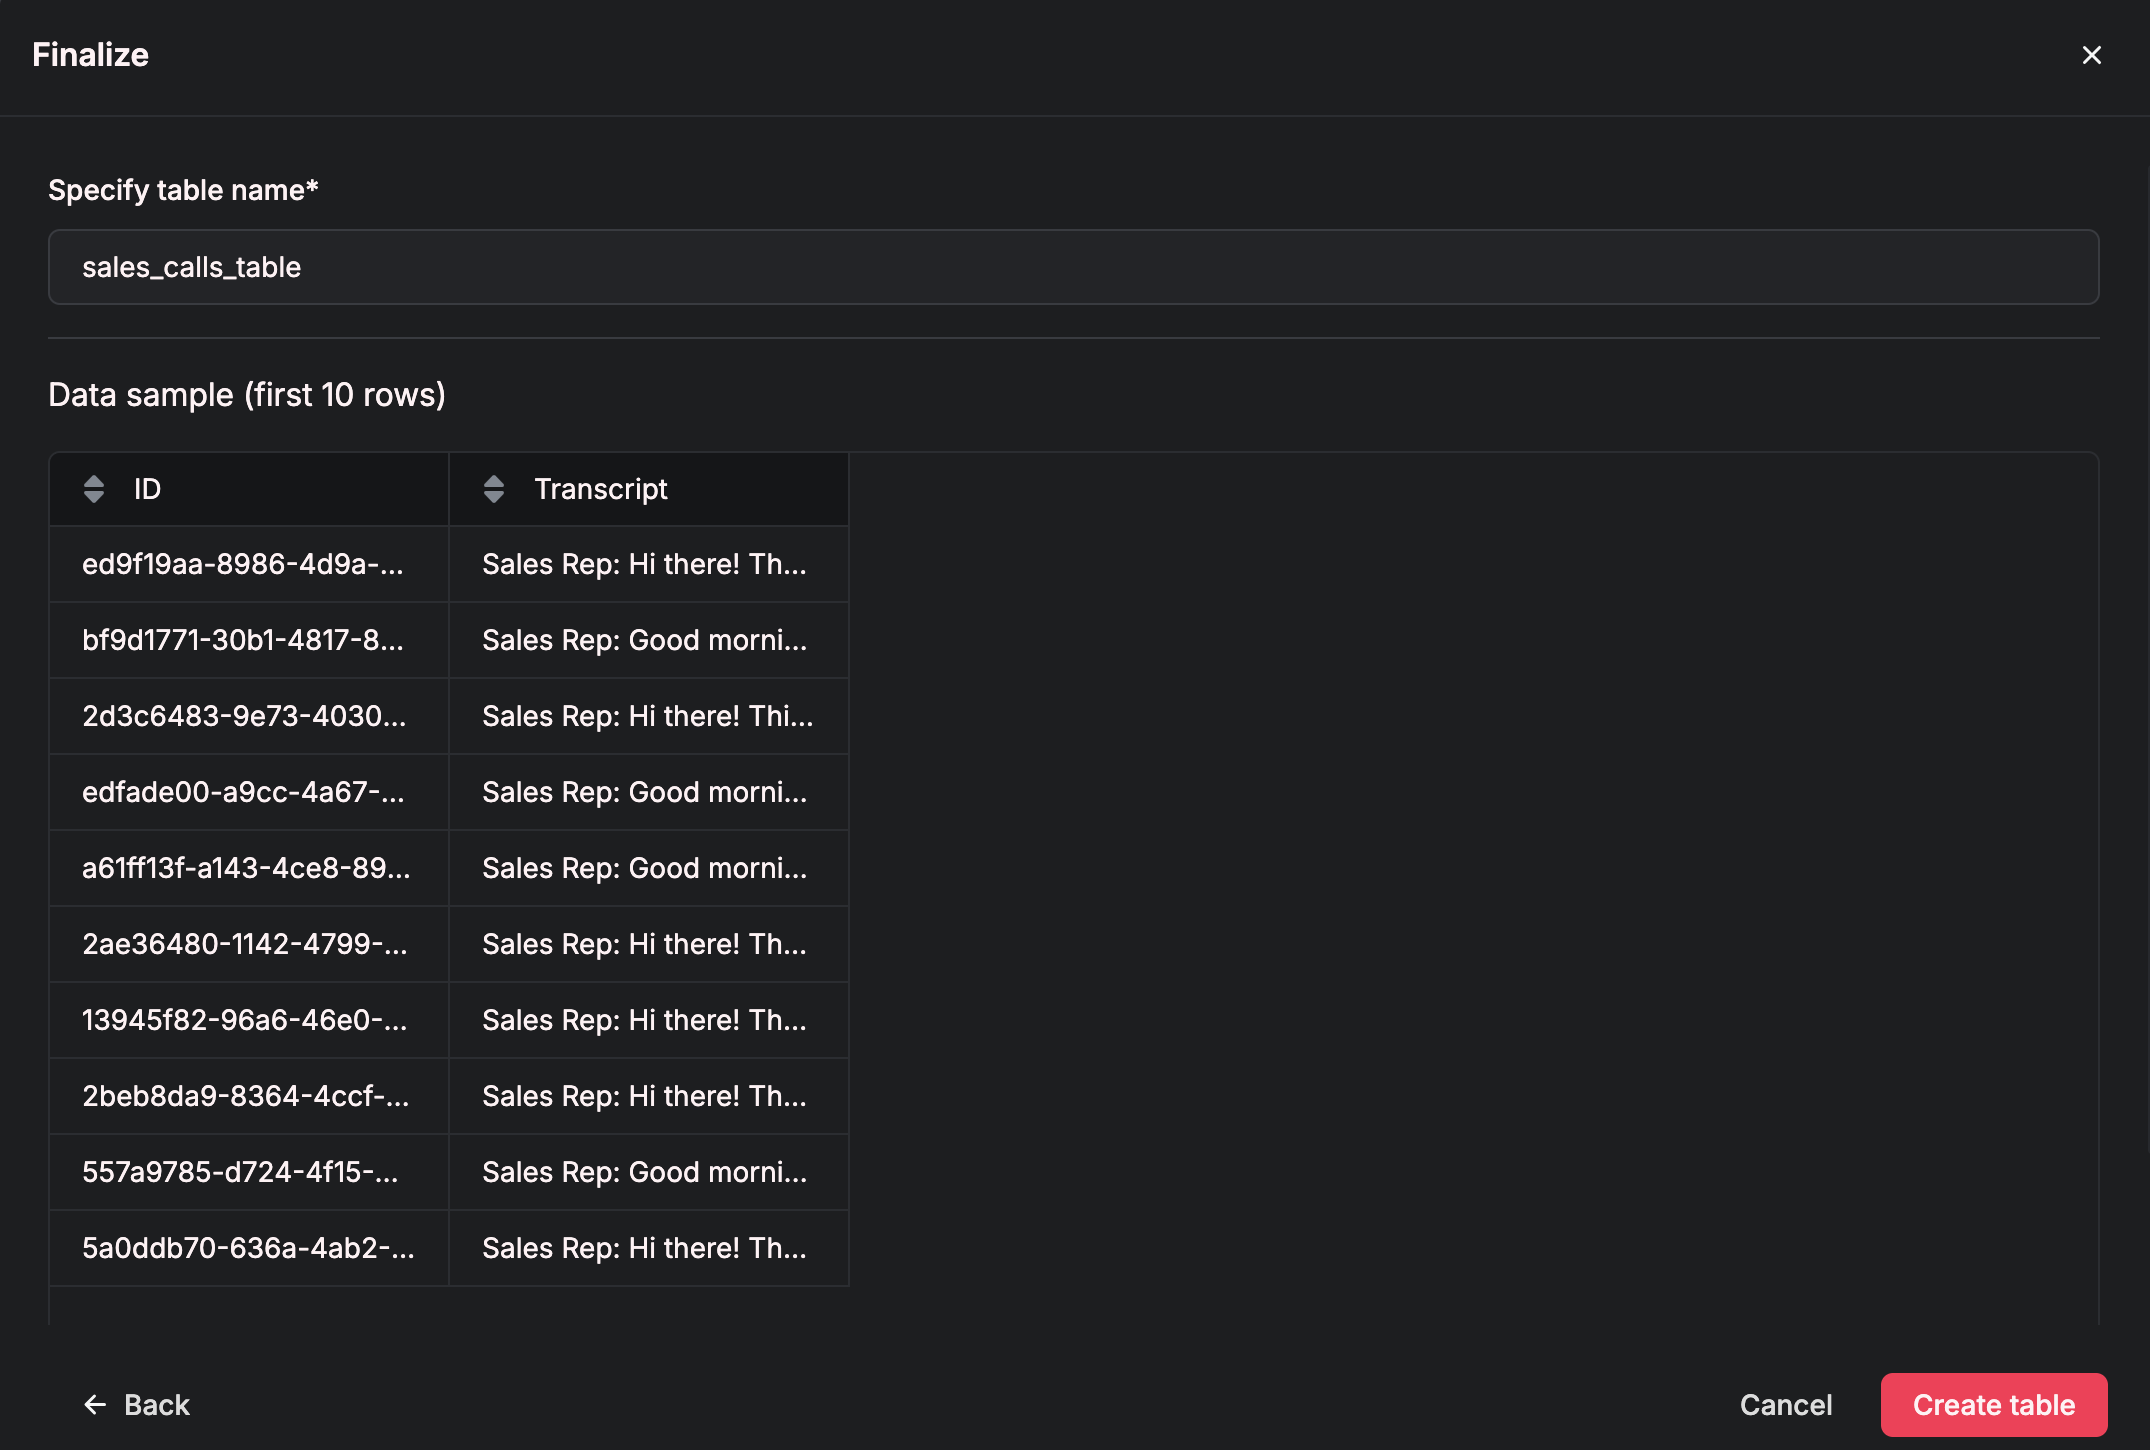 Finalize
Specify table name*
sales_calls_table
Data sample (first 10 rows)
ID Transcript
ed9f19aa-8986-4d9a-... Sales Rep: Hi there! Th...
bf9d1771-30b1-4817-8... Sales Rep: Good morni...
2d3c6483-9e73-4030... Sales Rep: Hi there! Thi...
edfade00-a9cc-4a67-... Sales Rep: Good morni...
a61ff13f-a143-4ce8-89... Sales Rep: Good morni...
2ae36480-1142-4799-... Sales Rep: Hi there! Th...
13945f82-96a6-46e0-... Sales Rep: Hi there! Th...
2beb8da9-8364-4ccf-... Sales Rep: Hi there! Th...
557a9785-d724-4f15-... Sales Rep: Good morni...
5a0ddb70-636a-4ab2-... Sales Rep: Hi there! Th...
Back Cancel Create table